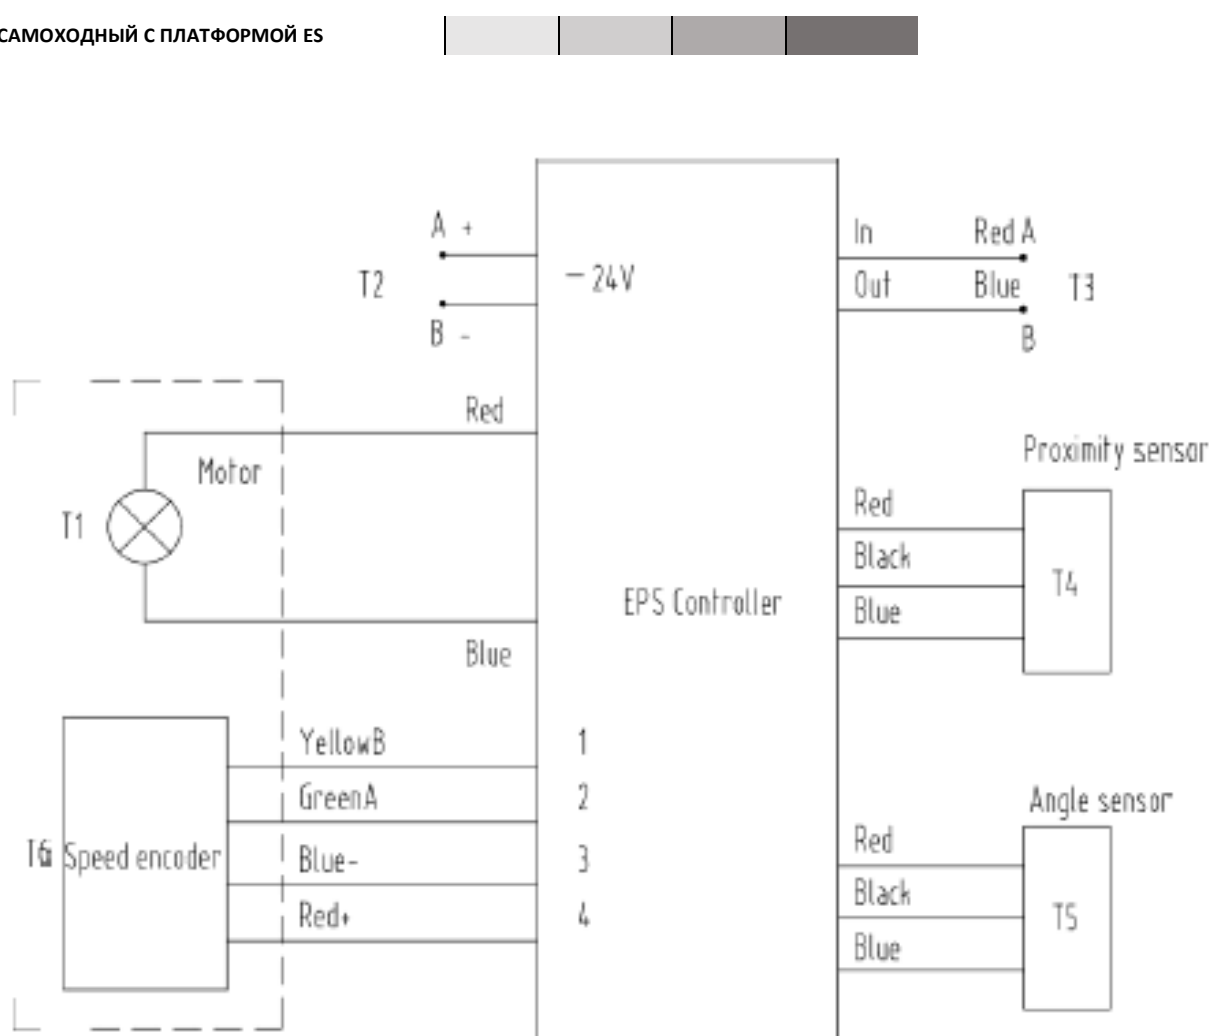 САМОХОДНЫЙ С ПЛАТФОРМОЙ ES
A +
T2
B -
— 24V
In Red A
Out Blue T3
B
Red
Motor
T1
Blue
EPS Controller
Proximity sensor
Red
Black
Blue
T4
YellowB 1
GreenA 2
Blue- 3
Red+ 4
Speed encoder
Angle sensor
Red
Black
Blue
T5